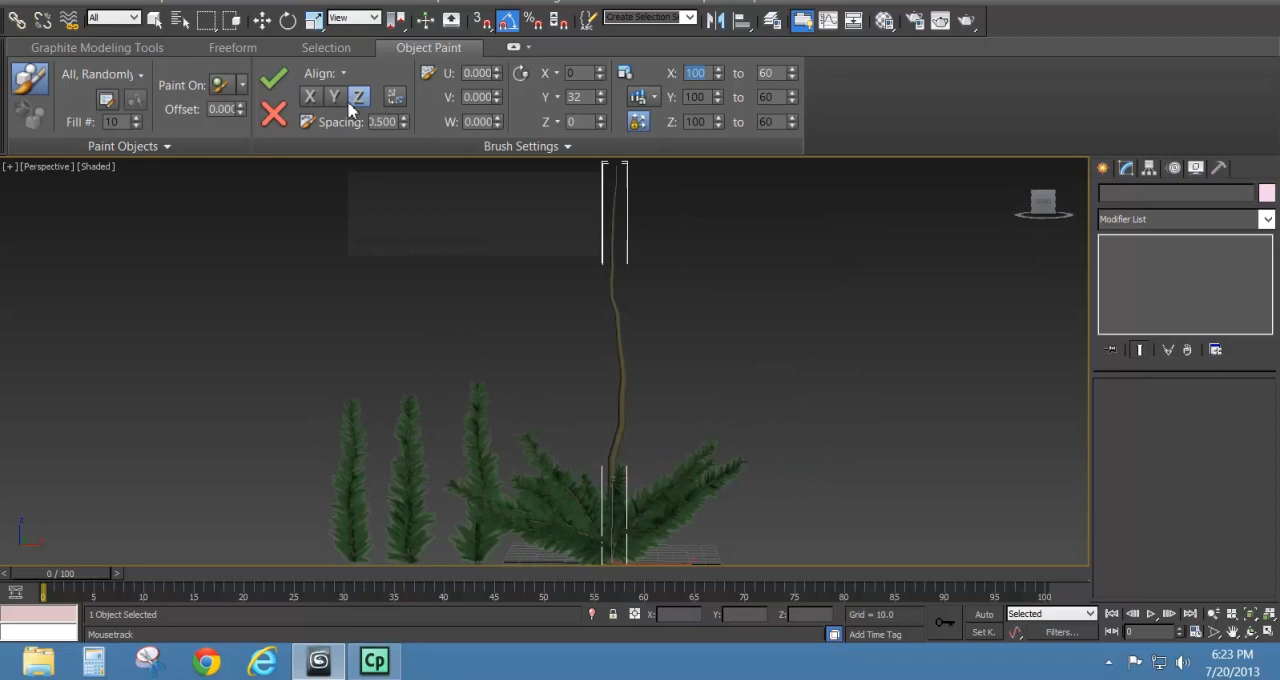 All
View
3
Create Selection S
Graphite Modeling Tools
Freeform
Selection
Object Paint
All, Randomly
Paint On:
Offset: 0.000
Fill #: 10
Paint Objects
Align:
X Y Z
Spacing: 0.500
U: 0.000
V: 0.000
W: 0.000
X 0
Y 32
Z 0
X: 100 to 60
Y: 100 to 60
Z: 100 to 60
Brush Settings
[+] [Perspective] [Shaded]
Modifier List
0 / 100
0 5 10 15 20 25 30 35 40 45 50 55 60 65 70 75 80 85 90 95 100
1 Object Selected
X: Y: Z:
Grid = 10.0
Auto
Selected
Mousetrack
Add Time Tag
Set K.
Filters...
0
Cp
6:23 PM
7/20/2013